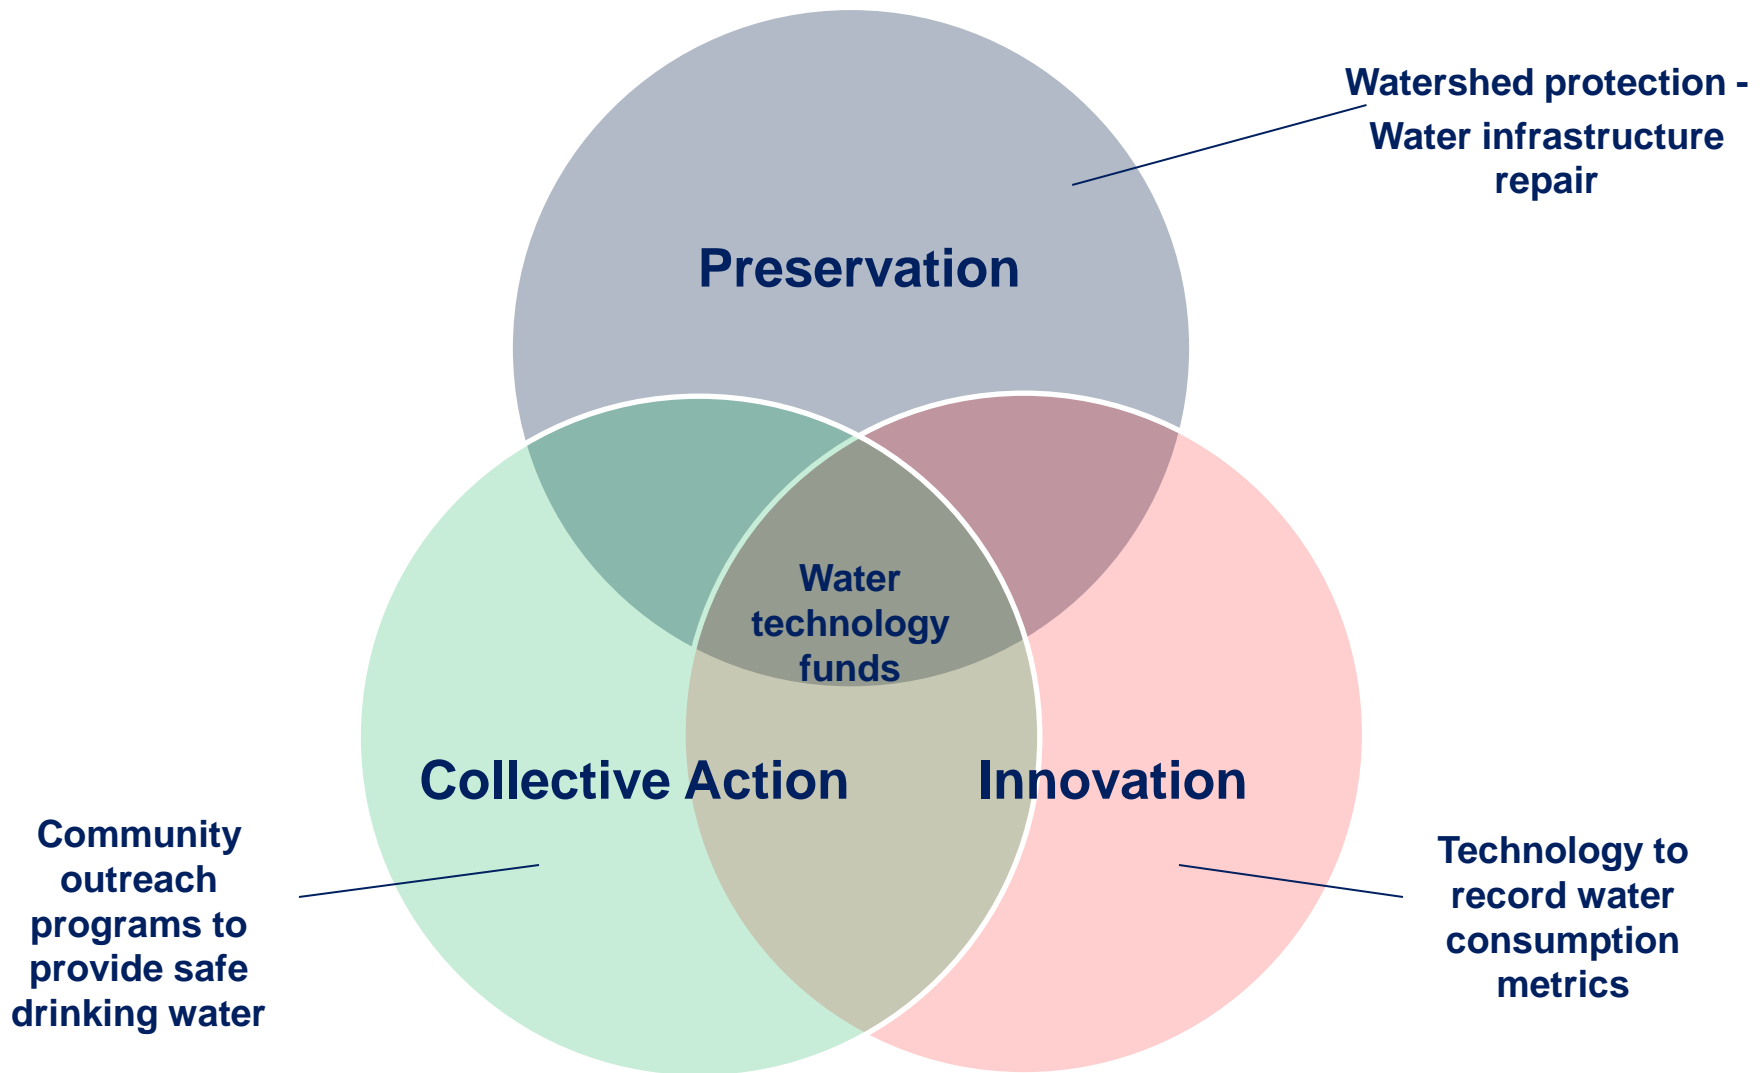 Watershed protection -
Water infrastructure
repair
Preservation
Water
technology
funds
Collective Action
Innovation
Community
outreach
programs to
provide safe
drinking water
Technology to
record water
consumption
metrics